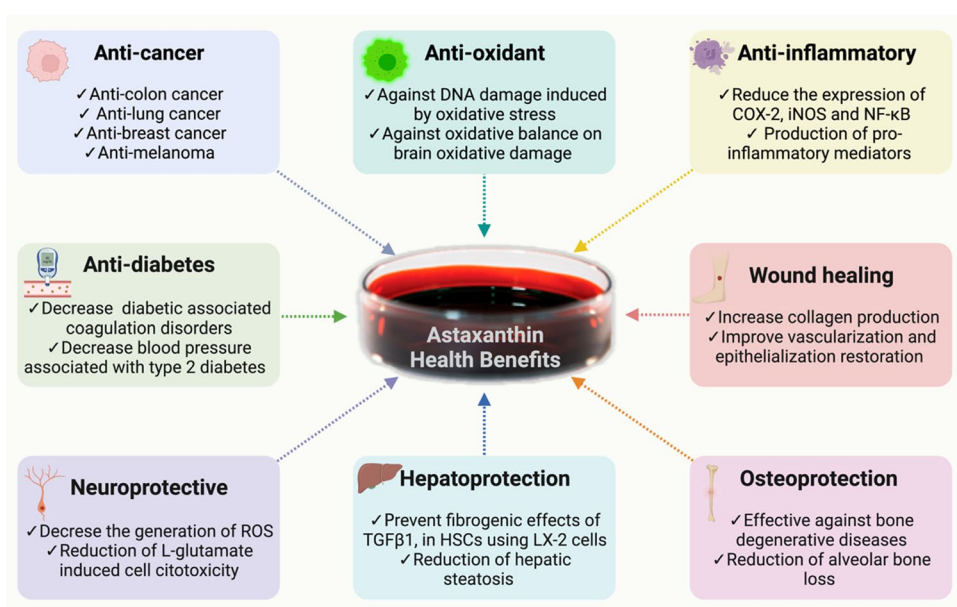 Anti-cancer
✓Anti-colon cancer
✓ Anti-lung cancer
✓Anti-breast cancer
✓Anti-melanoma
Anti-oxidant
✓Against DNA damage induced
by oxidative stress
✓Against oxidative balance on
brain oxidative damage
Anti-inflammatory
✓Reduce the expression of
COX-2, iNOS and NF-κB
✓ Production of pro-
inflammatory mediators
Anti-diabetes
✓Decrease diabetic associated
coagulation disorders
✓Decrease blood pressure
associated with type 2 diabetes
Astaxanthin
Health Benefits
Wound healing
✓Increase collagen production
✓Improve vascularization and
epithelialization restoration
Neuroprotective
✓Decrese the generation of ROS
✓Reduction of L-glutamate
induced cell citotoxicity
Hepatoprotection
✓Prevent fibrogenic effects of
TGFβ1, in HSCs using LX-2 cells
✓Reduction of hepatic
steatosis
Osteoprotection
✓Effective against bone
degenerative diseases
✓Reduction of alveolar bone
loss